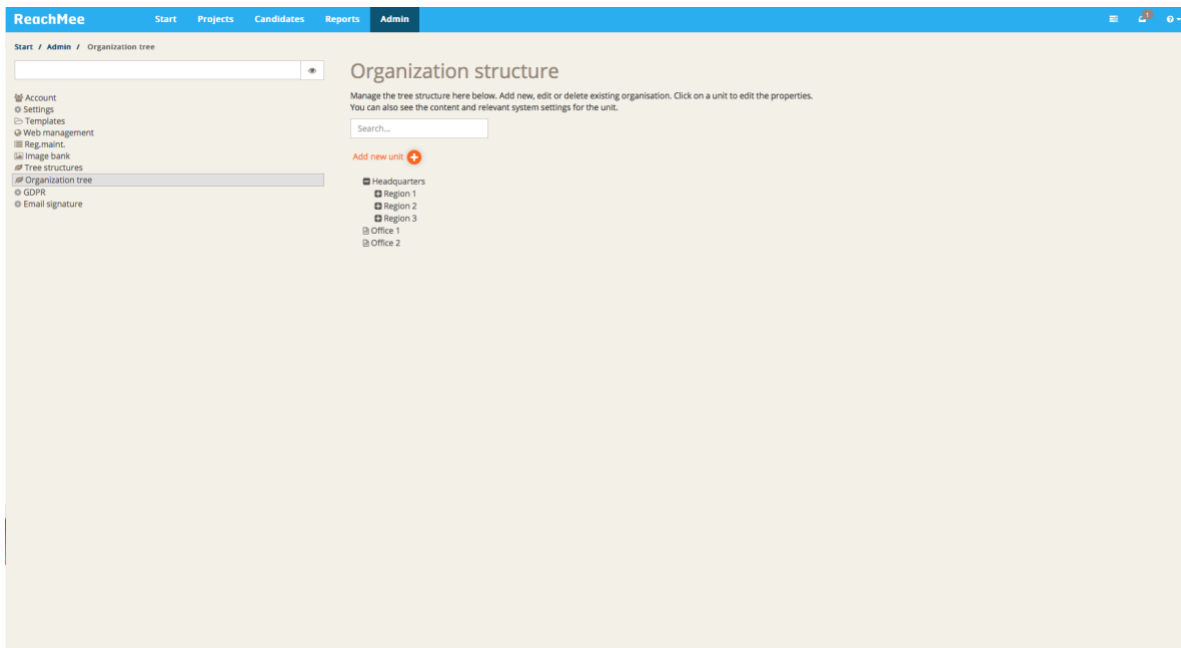 ReachMee Start Projects Candidates Reports Admin 1
Start / Admin / Organization tree
Organization structure
Manage the tree structure here below. Add new, edit or delete existing organisation. Click on a unit to edit the properties.
You can also see the content and relevant system settings for the unit.
Search...
Add new unit
Headquarters
Region 1
Region 2
Region 3
Office 1
Office 2
Account
Settings
Templates
Web management
Reg.maint.
Image bank
Tree structures
Organization tree
GDPR
Email signature